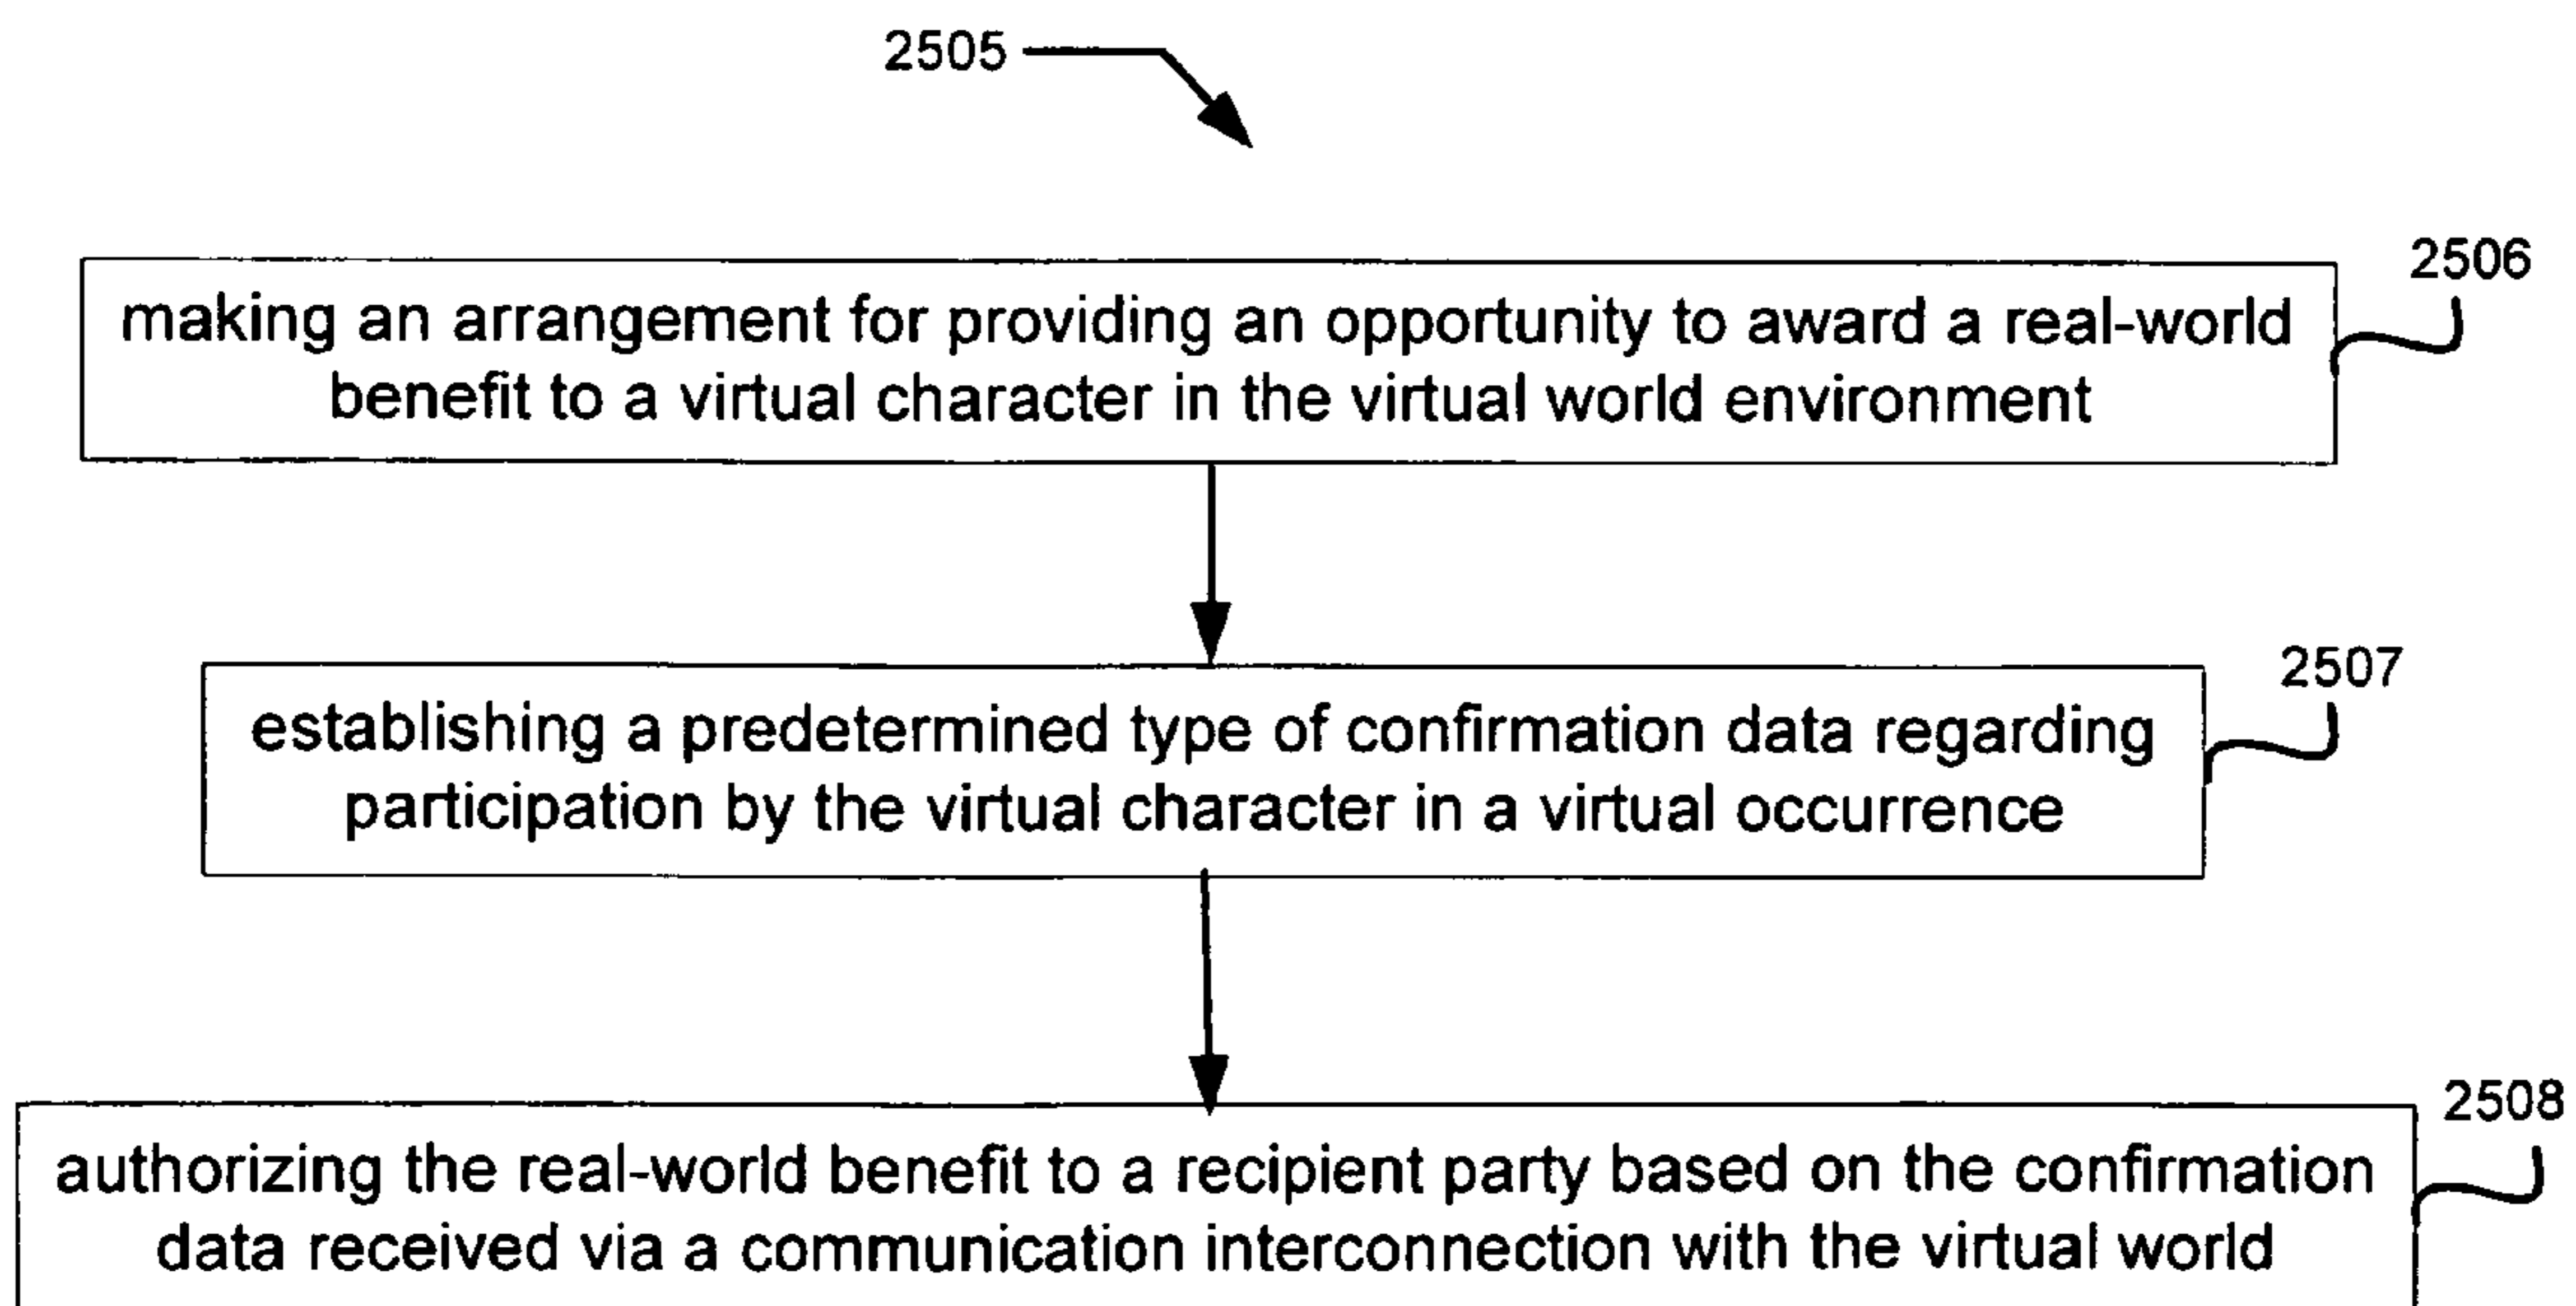 2505
2506
making an arrangement for providing an opportunity to award a real-world
benefit to a virtual character in the virtual world environment
2507
establishing a predetermined type of confirmation data regarding
participation by the virtual character in a virtual occurrence
2508
authorizing the real-world benefit to a recipient party based on the confirmation
data received via a communication interconnection with the virtual world